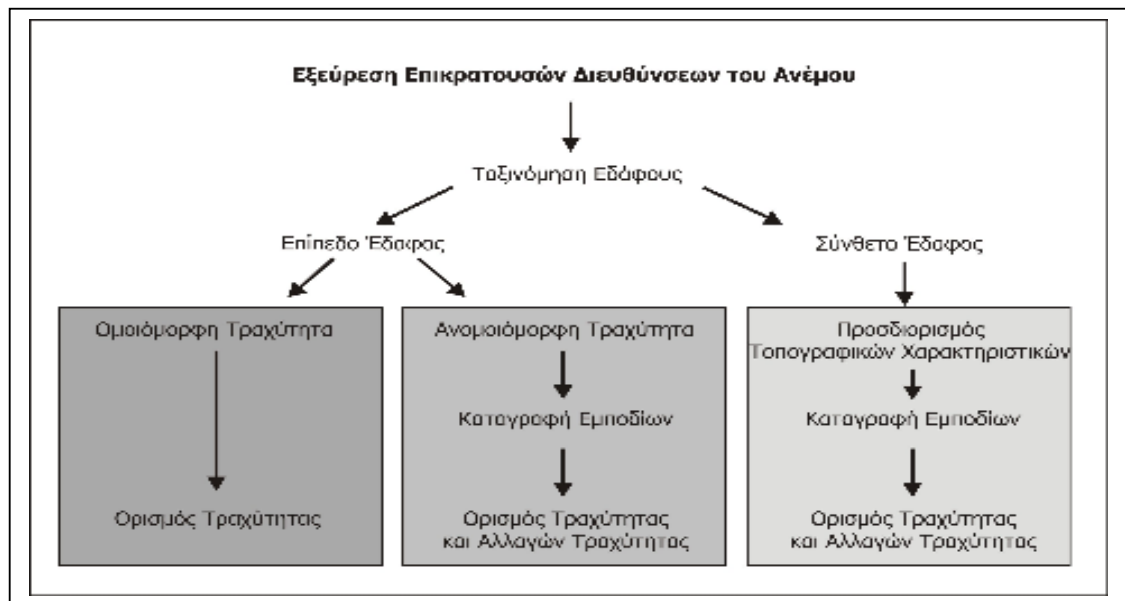 Εξεύρεση Επικρατουσών Διευθύνσεων του Ανέμου
Ταξινόμηση Εδάφους
Επίπεδο Έδαφος
Σύνθετο Έδαφος
Ομοιόμορφη Τραχύτητα
Ορισμός Τραχύτητας
Ανομοιόμορφη Τραχύτητα
Καταγραφή Εμποδίων
Ορισμός Τραχύτητας
και Αλλαγών Τραχύτητας
Προσδιορισμός
Τοπογραφικών Χαρακτηριστικών
Καταγραφή Εμποδίων
Ορισμός Τραχύτητας
και Αλλαγών Τραχύτητας